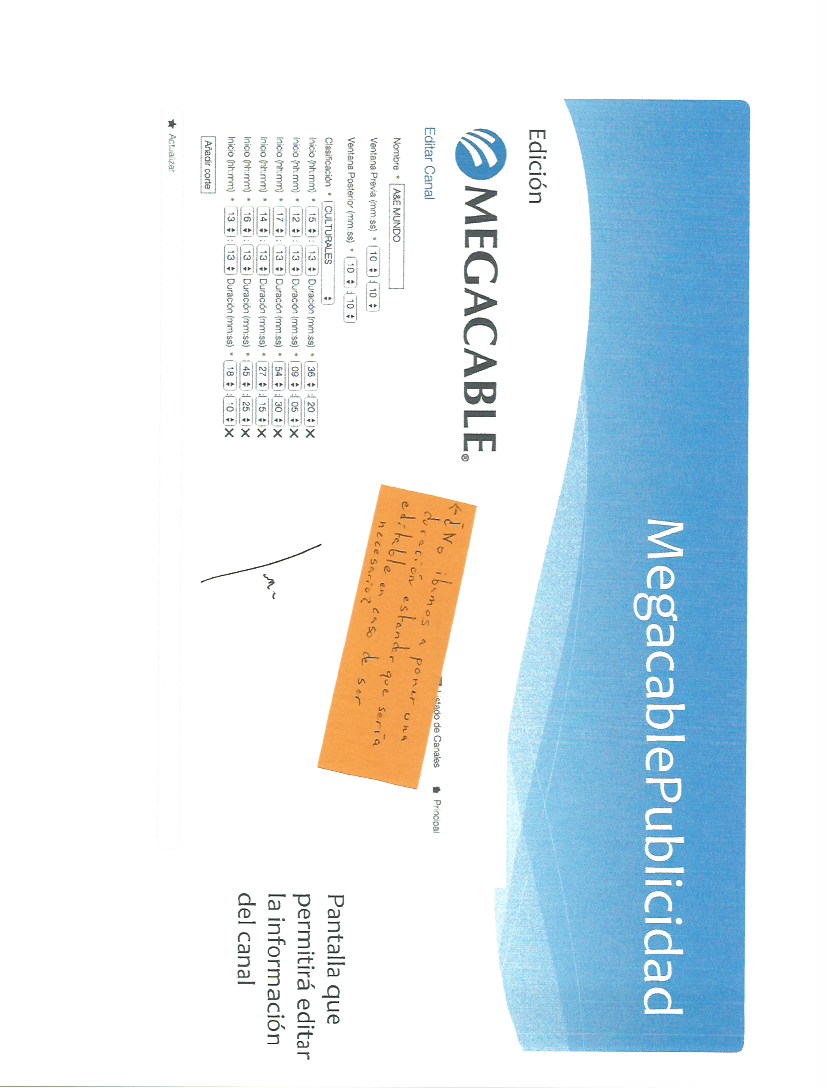 MegacablePublicidad
Edición
MEGACABLE®
Editar Canal
Listado de Canales Principal
Nombre * A&E MUNDO
Ventana Previa (mm:ss) * 10 : 10
Ventana Posterior (mm:ss) * 10 : 10
Clasificación * CULTURALES
Inicio (hh:mm) * 15 : 13 Duración (mm:ss) * 36 : 20 X
Inicio (hh:mm) * 12 : 13 Duración (mm:ss) * 09 : 05 X
Inicio (hh:mm) * 17 : 13 Duración (mm:ss) * 54 : 30 X
Inicio (hh:mm) * 14 : 13 Duración (mm:ss) * 27 : 15 X
Inicio (hh:mm) * 16 : 13 Duración (mm:ss) * 45 : 25 X
Inicio (hh:mm) * 13 : 13 Duración (mm:ss) * 18 : 10 X
Añadir corte
★ Actualizar
← ¿No ibamos a poner una
duración estandar que sería
editable en caso de ser
necesario?
Pantalla que
permitirá editar
la información
del canal